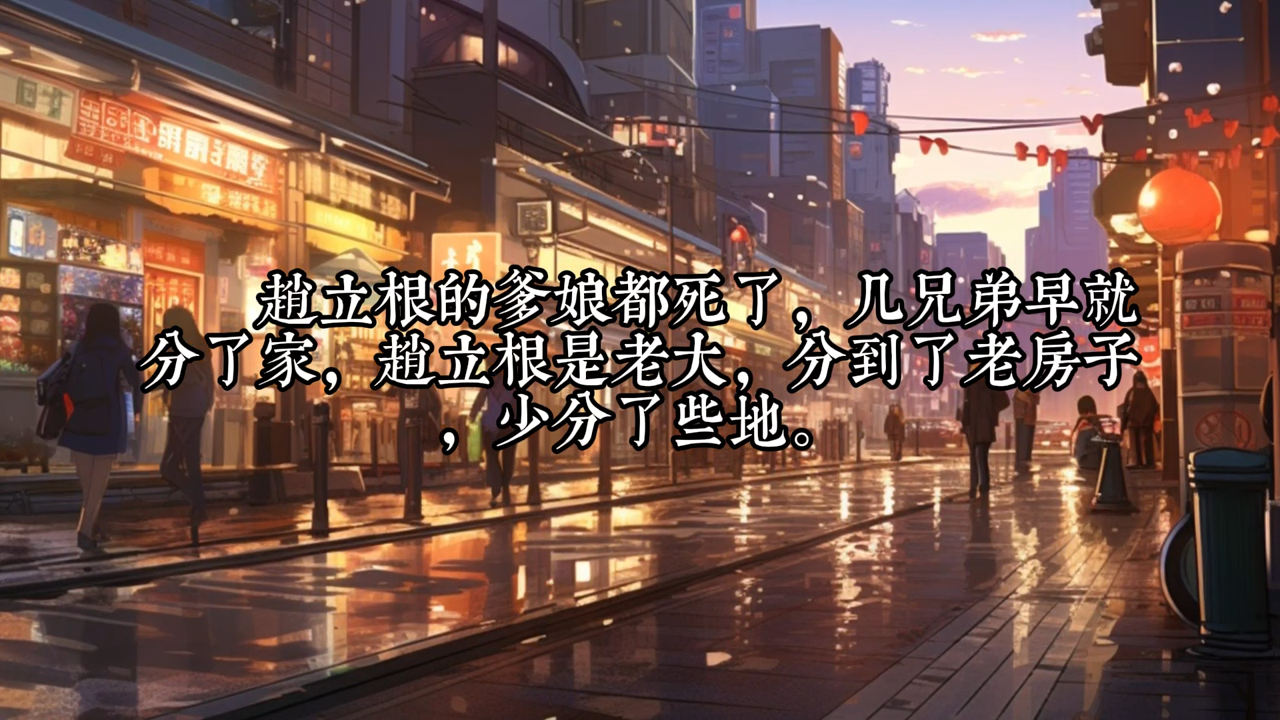 趙立根的爹娘都死了，几兄弟早就
分了家，趙立根是老大，分到了老房子
，少分了些地。